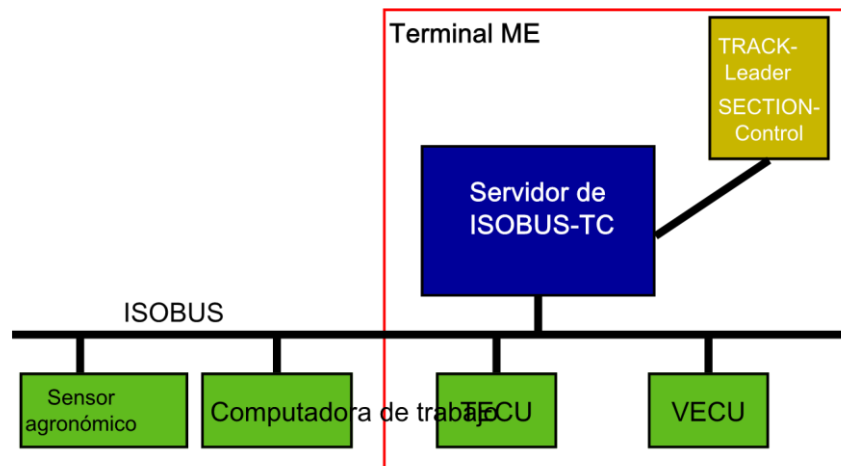 Terminal ME
TRACK-
Leader
SECTION-
Control
Servidor de
ISOBUS-TC
ISOBUS
Sensor
agronómico
Computadora de trabajo
TECU
VECU